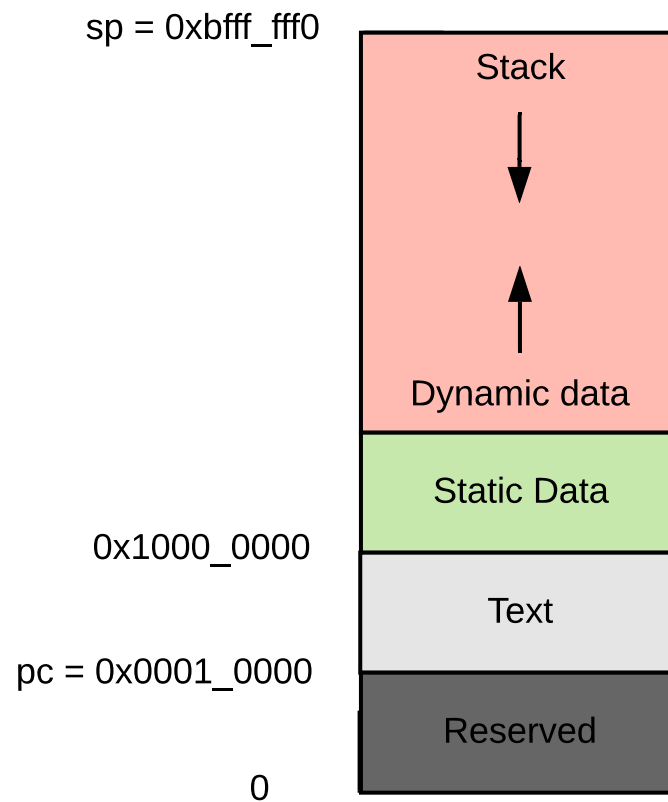 sp = 0xbfff_fff0
Stack
Dynamic data
Static Data
0x1000_0000
Text
pc = 0x0001_0000
Reserved
0